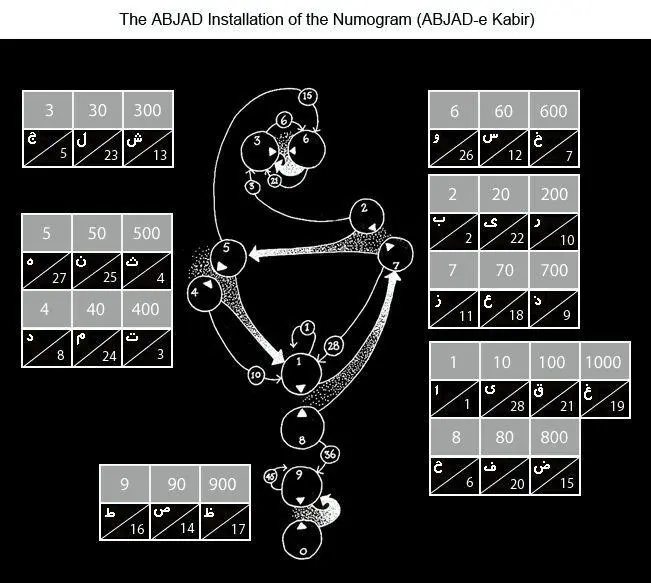 The ABJAD Installation of the Numogram (ABJAD-e Kabir)
3 30 300
ج 5 ل 23 ش 13
5 50 500
ه 27 ن 25 ث 4
4 40 400
د 8 م 24 ت 3
9 90 900
ط 16 ص 14 ظ 17
15
6
3 6
21
3
2
5
7
4
1
28
10
1
8
36
9
45
0
6 60 600
و 26 س 12 خ 7
2 20 200
ب 2 ی 22 ر 10
7 70 700
ز 11 ع 18 د 9
1 10 100 1000
ا 1 ی 28 ق 21 غ 19
8 80 800
ح 6 ف 20 ض 15